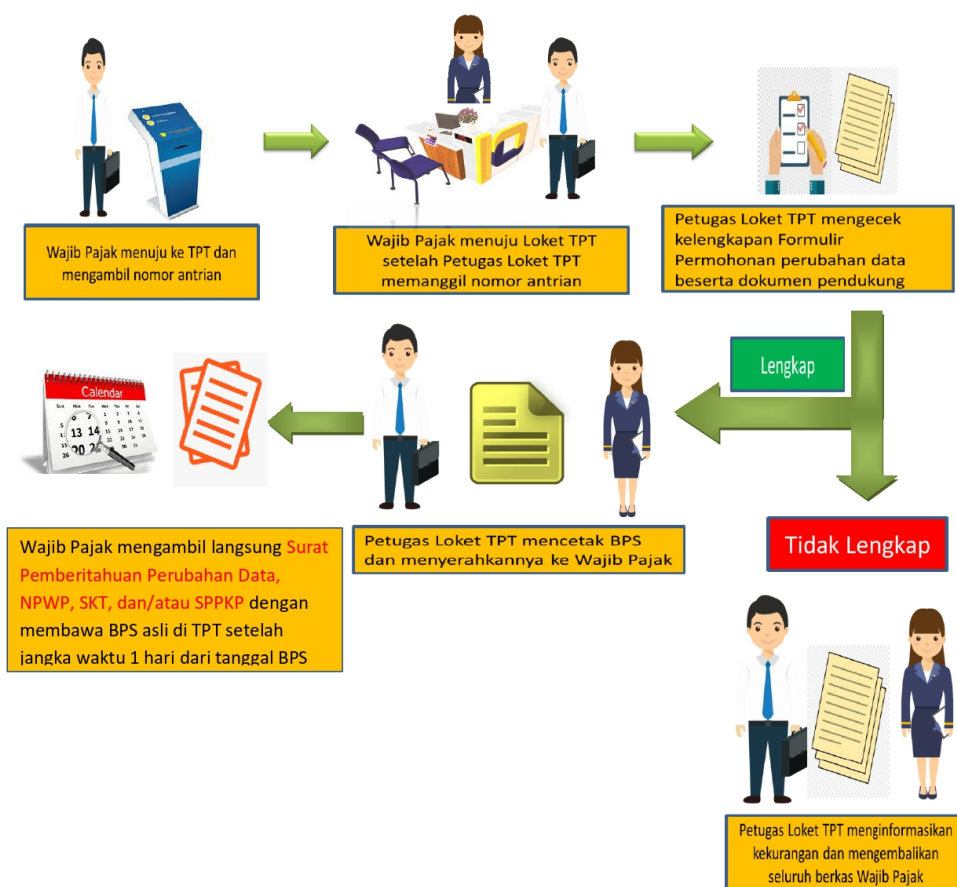 Wajib Pajak menuju ke TPT dan
mengambil nomor antrian
Wajib Pajak menuju Loket TPT
setelah Petugas Loket TPT
memanggil nomor antrian
Petugas Loket TPT mengecek
kelengkapan Formulir
Permohonan perubahan data
beserta dokumen pendukung
Lengkap
Tidak Lengkap
Petugas Loket TPT mencetak BPS
dan menyerahkannya ke Wajib Pajak
Calendar
13 14
Wajib Pajak mengambil langsung Surat
Pemberitahuan Perubahan Data,
NPWP, SKT, dan/atau SPPKP dengan
membawa BPS asli di TPT setelah
jangka waktu 1 hari dari tanggal BPS
Petugas Loket TPT menginformasikan
kekurangan dan mengembalikan
seluruh berkas Wajib Pajak